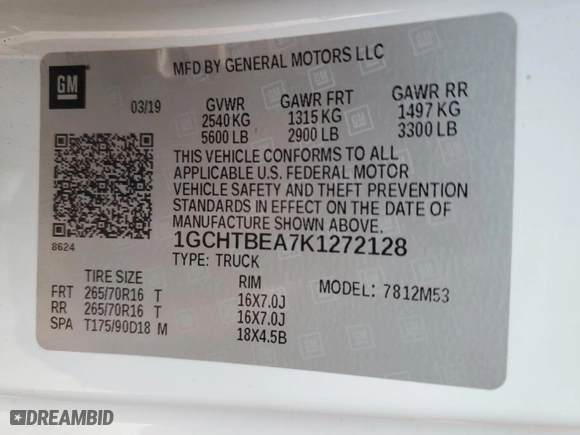 GM
MFD BY GENERAL MOTORS LLC
03/19 GVWR GAWR FRT GAWR RR
2540 KG 1315 KG 1497 KG
5600 LB 2900 LB 3300 LB
THIS VEHICLE CONFORMS TO ALL
APPLICABLE U.S. FEDERAL MOTOR
VEHICLE SAFETY AND THEFT PREVENTION
STANDARDS IN EFFECT ON THE DATE OF
MANUFACTURE SHOWN ABOVE.
8624 1GCHTBEA7K1272128
TYPE: TRUCK
TIRE SIZE RIM MODEL: 7812M53
FRT 265/70R16 T 16X7.0J
RR 265/70R16 T 16X7.0J
SPA T175/90D18 M 18X4.5B
DREAMBID